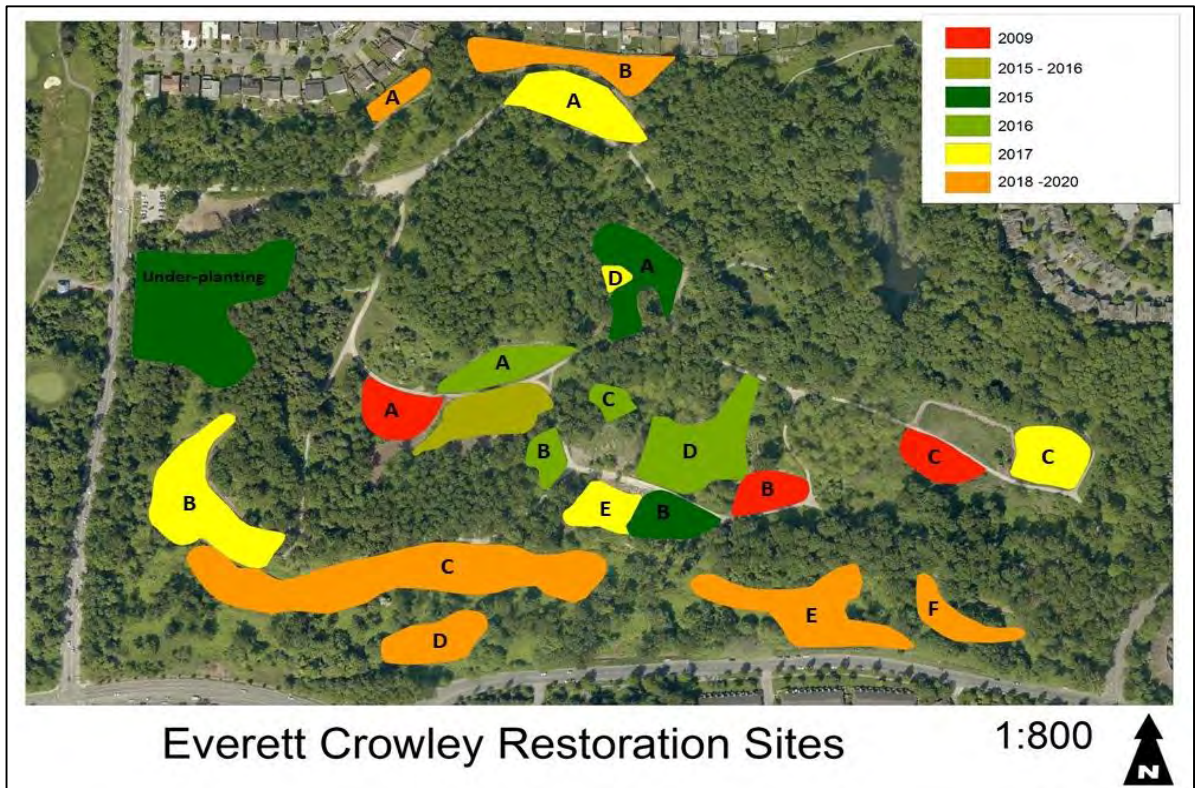 2009
2015 - 2016
2015
2016
2017
2018 -2020
B
A
A
Under-planting
A
D
A
A
C
B
D
B
C
C
B
E
B
C
D
E
F
Everett Crowley Restoration Sites
1:800
N